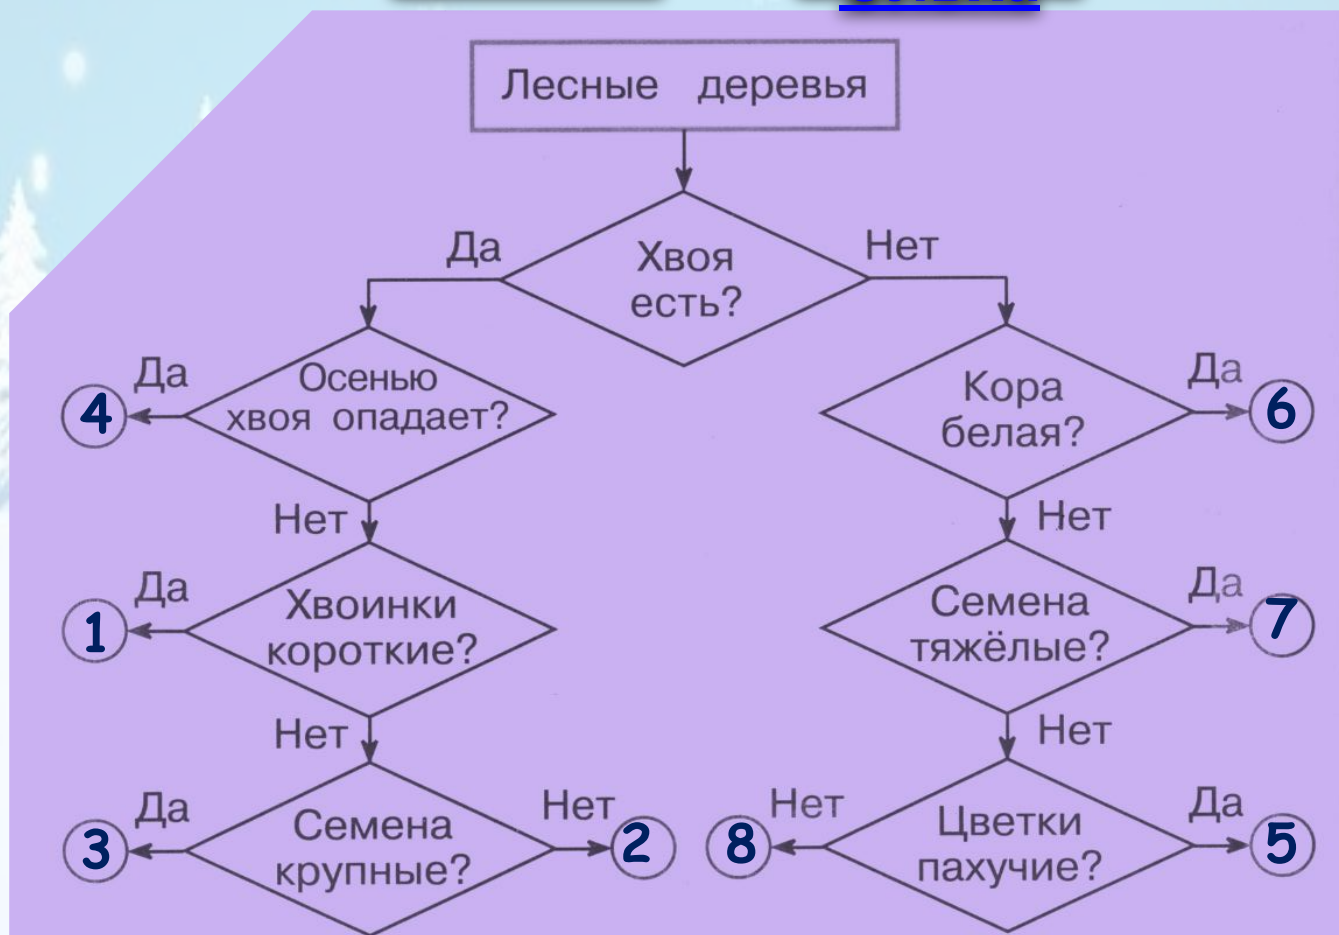 Лесные деревья
Да
Нет
Хвоя
есть?
Да
Осенью
хвоя опадает?
4
Кора
белая?
Да
6
Нет
Нет
Да
Хвоинки
короткие?
1
Семена
тяжёлые?
Да
7
Нет
Нет
Да
Семена
крупные?
3
Нет
2
Нет
8
Цветки
пахучие?
Да
5